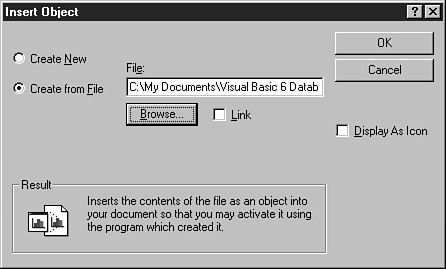 Insert Object
? X
Create New
Create from File
File:
C:\My Documents\Visual Basic 6 Datab
Browse...
Link
OK
Cancel
Display As Icon
Result
Inserts the contents of the file as an object into
your document so that you may activate it using
the program which created it.